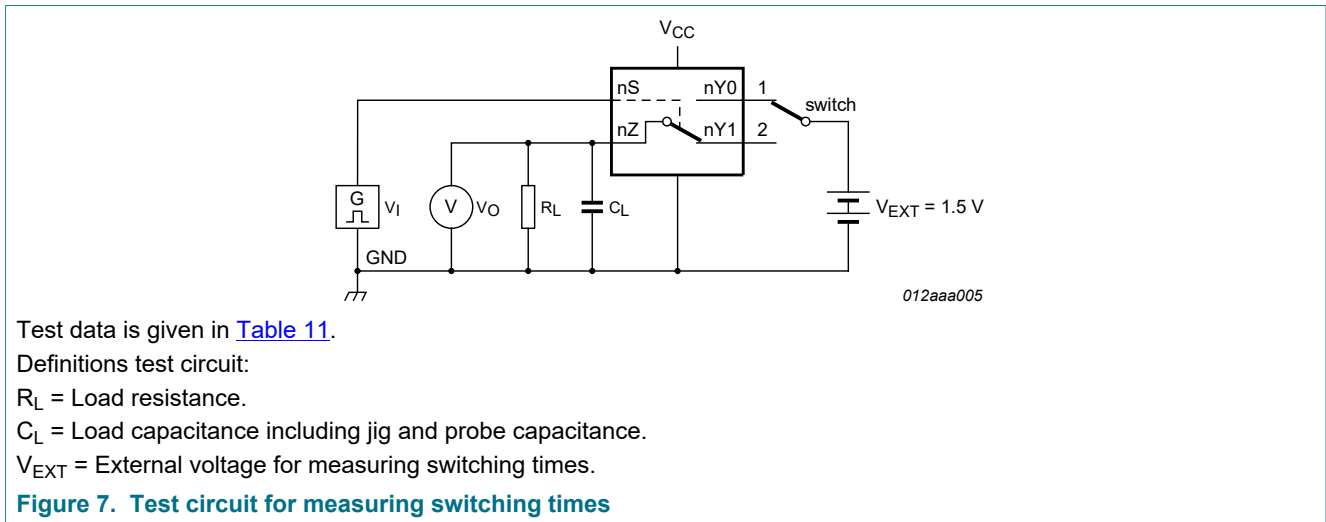 VCC
nS nY0 1 switch
nZ nY1 2
G VI V VO RL CL VEXT = 1.5 V
GND
012aaa005
Test data is given in Table 11.
Definitions test circuit:
RL = Load resistance.
CL = Load capacitance including jig and probe capacitance.
VEXT = External voltage for measuring switching times.
Figure 7. Test circuit for measuring switching times